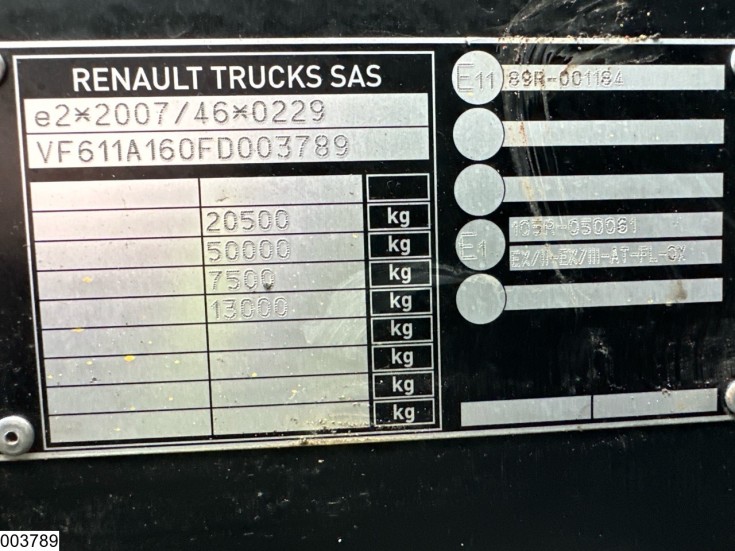 RENAULT TRUCKS SAS
e2*2007/46*0229
VF611A160FD003789
20500 kg
50000 kg
7500 kg
13000 kg
kg
kg
kg
kg
E11 89R-001184
E1 105R-050061
EX/II-EX/III-AT-FL-OX
003789